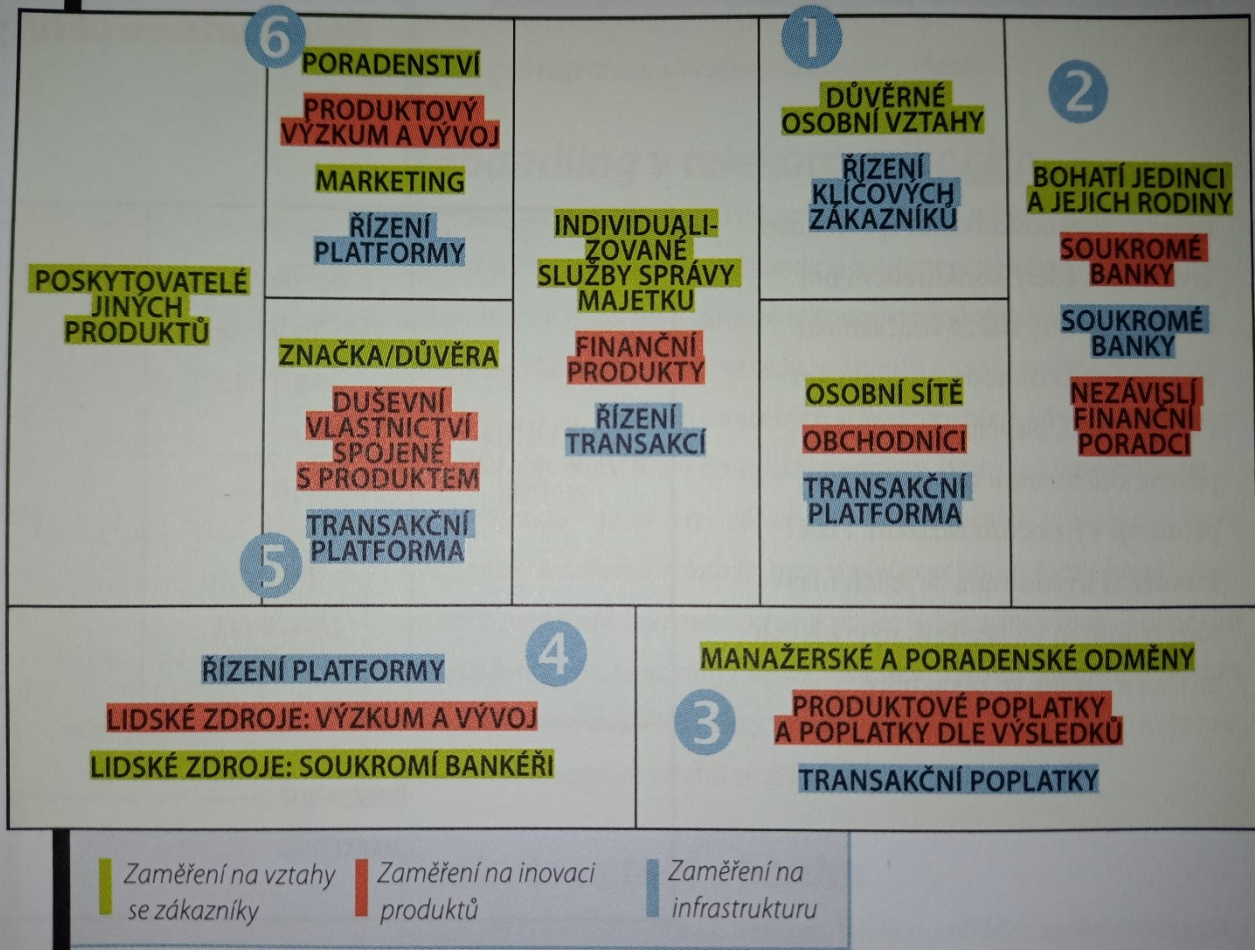 6
PORADENSTVÍ
PRODUKTOVÝ
VÝZKUM A VÝVOJ
MARKETING
ŘÍZENÍ
PLATFORMY
POSKYTOVATELÉ
JINÝCH
PRODUKTŮ
ZNAČKA/DŮVĚRA
DUŠEVNÍ
VLASTNICTVÍ
SPOJENÉ
S PRODUKTEM
TRANSAKČNÍ
PLATFORMA
5
INDIVIDUALI-
ZOVANÉ
SLUŽBY SPRÁVY
MAJETKU
FINANČNÍ
PRODUKTY
ŘÍZENÍ
TRANSAKCÍ
1
DŮVĚRNÉ
OSOBNÍ VZTAHY
ŘÍZENÍ
KLÍČOVÝCH
ZÁKAZNÍKŮ
OSOBNÍ SÍTĚ
OBCHODNÍCI
TRANSAKČNÍ
PLATFORMA
2
BOHATÍ JEDINCI
A JEJICH RODINY
SOUKROMÉ
BANKY
SOUKROMÉ
BANKY
NEZÁVISLÍ
FINANČNÍ
PORADCI
4
ŘÍZENÍ PLATFORMY
LIDSKÉ ZDROJE: VÝZKUM A VÝVOJ
LIDSKÉ ZDROJE: SOUKROMÍ BANKÉŘI
3
MANAŽERSKÉ A PORADENSKÉ ODMĚNY
PRODUKTOVÉ POPLATKY
A POPLATKY DLE VÝSLEDKŮ
TRANSAKČNÍ POPLATKY
Zaměření na vztahy
se zákazníky
Zaměření na inovaci
produktů
Zaměření na
infrastrukturu